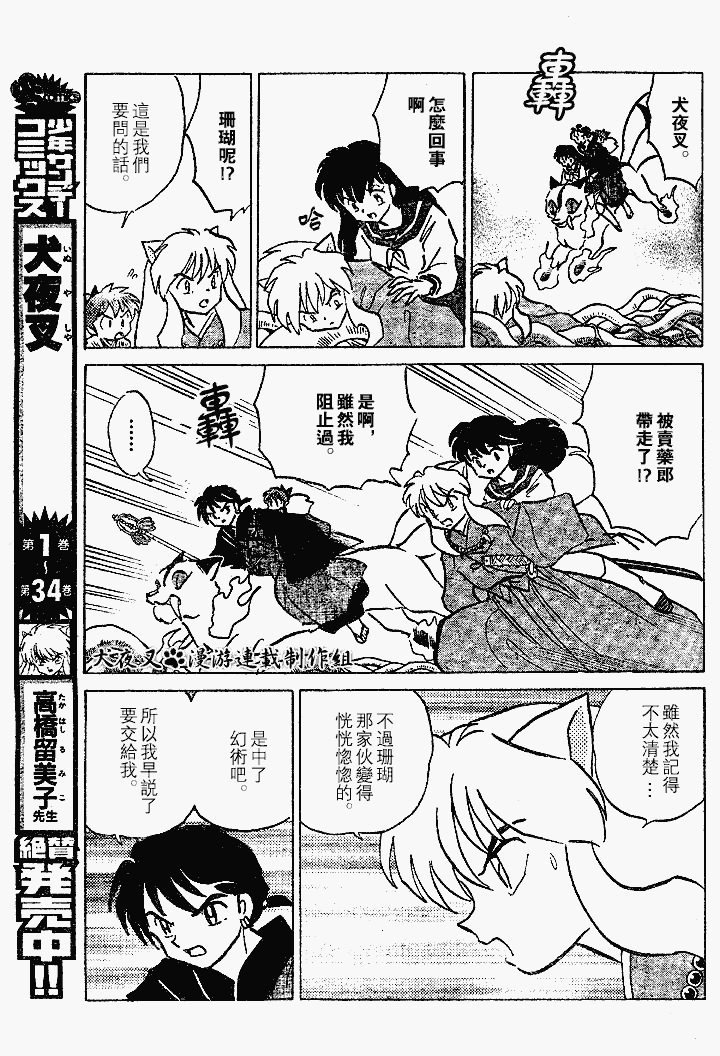 轟
犬夜叉。
怎麼回事
啊
哈
珊瑚呢!?
這是我們
要問的話。
被賣藥郎
帶走了!?
是啊，
雖然我
阻止過。
轟
……
犬夜叉 漫游連載制作組
雖然我記得
不太清楚…
不過珊瑚
那家伙變得
恍恍惚惚的。
是中了
幻術吧。
所以我早說了
要交給我。
少年サンデー
コミックス
犬夜叉
いぬ や しゃ
第1巻
〜
第34巻
高橋留美子
たか はし る み こ
先生
絶賛
発売中!!